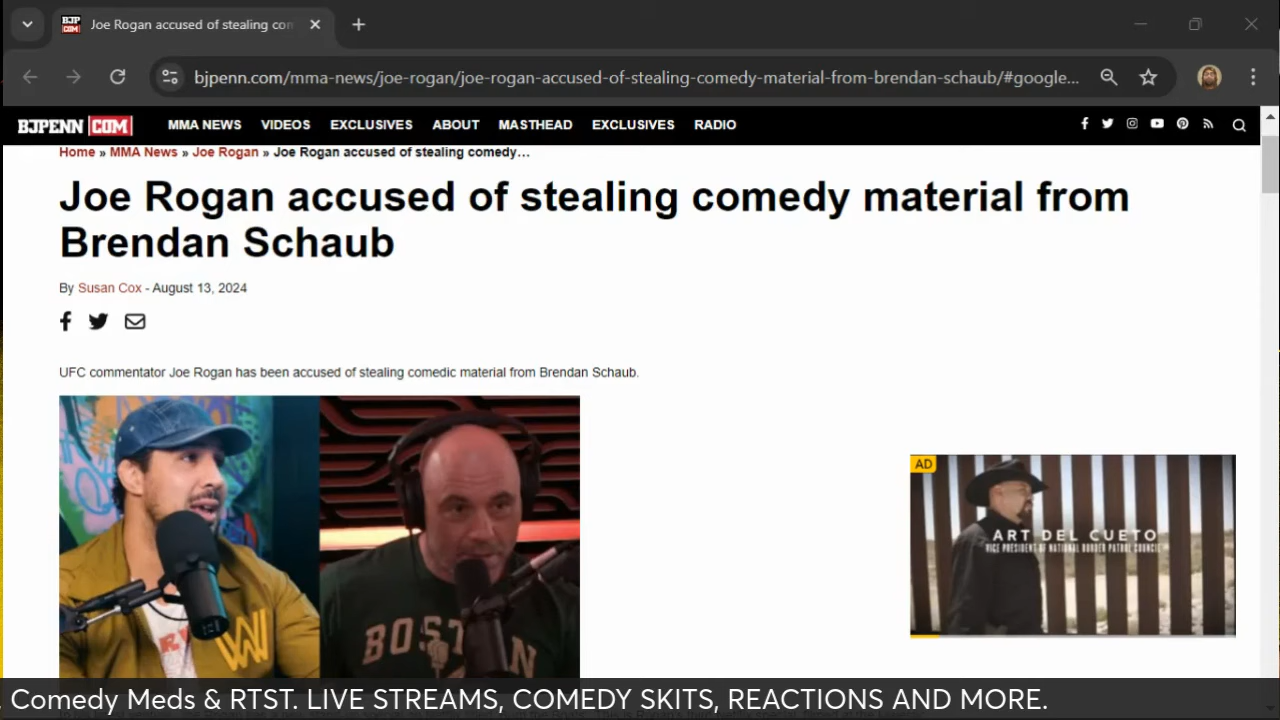 BJP
COM
Joe Rogan accused of stealing con
bjpenn.com/mma-news/joe-rogan/joe-rogan-accused-of-stealing-comedy-material-from-brendan-schaub/#google...
BJPENN COM MMA NEWS VIDEOS EXCLUSIVES ABOUT MASTHEAD EXCLUSIVES RADIO
Home » MMA News » Joe Rogan » Joe Rogan accused of stealing comedy...
Joe Rogan accused of stealing comedy material from
Brendan Schaub
By Susan Cox - August 13, 2024
UFC commentator Joe Rogan has been accused of stealing comedic material from Brendan Schaub.
AD
ART DEL CUETO
VICE PRESIDENT OF NATIONAL BORDER PATROL COUNCIL
Comedy Meds & RTST. LIVE STREAMS, COMEDY SKITS, REACTIONS AND MORE.